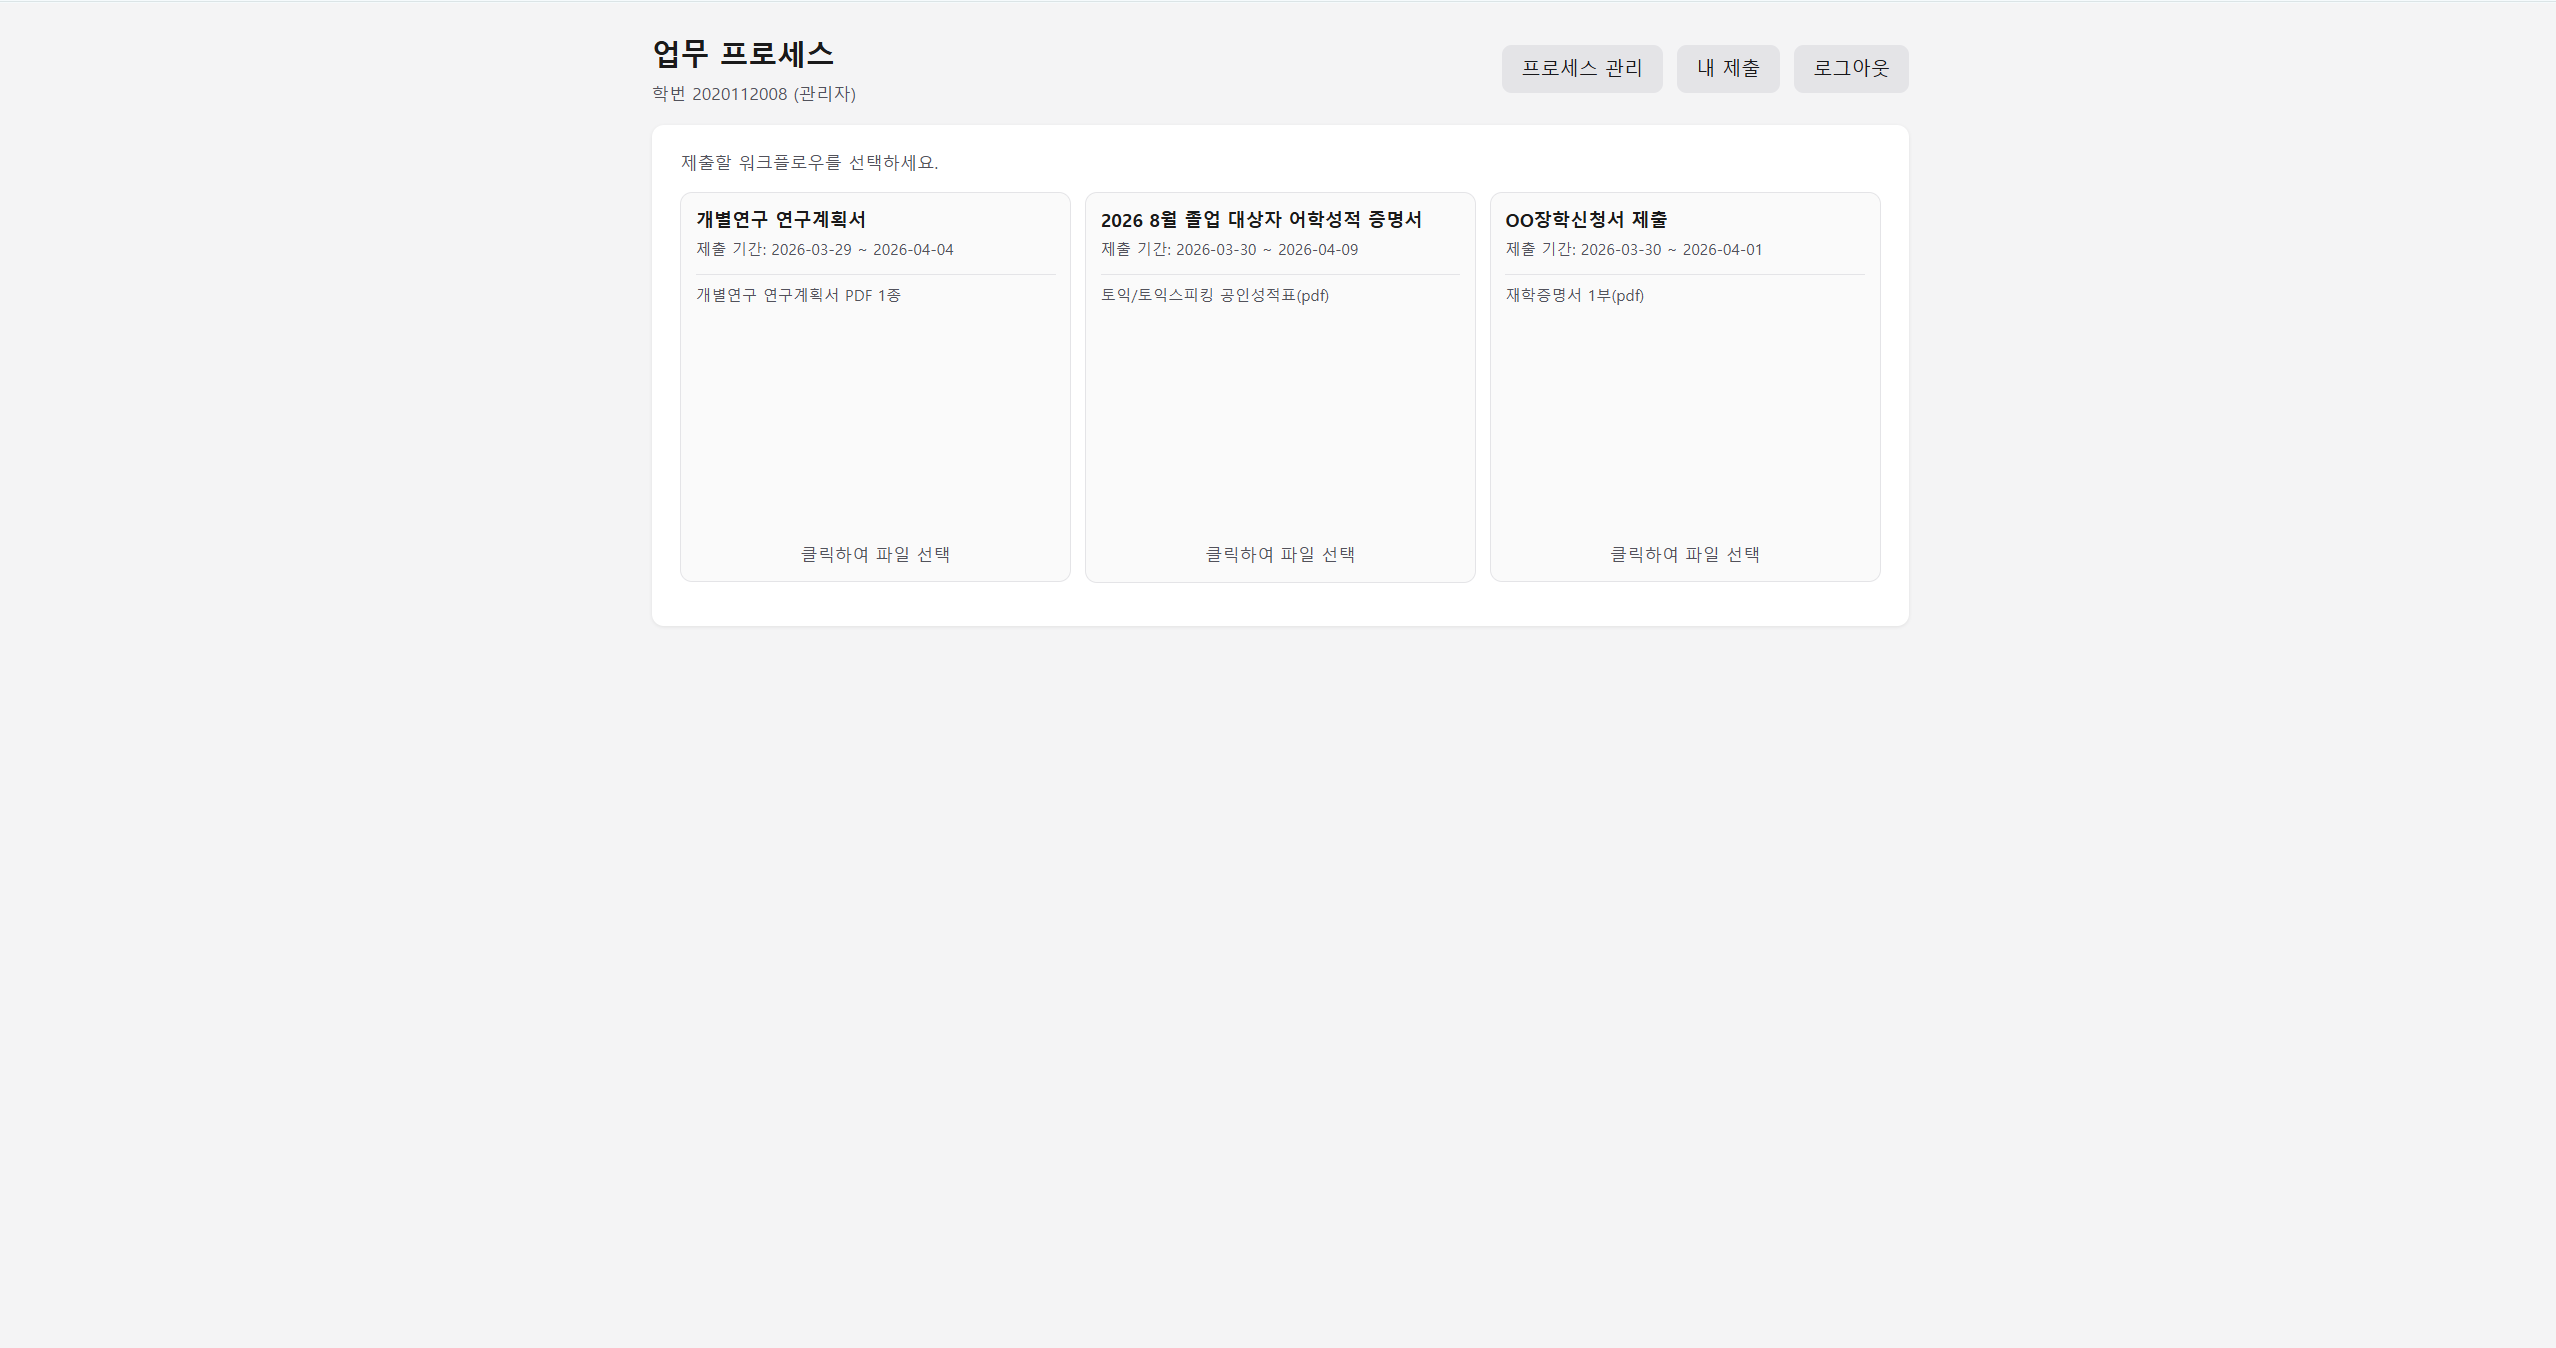 업무 프로세스
학번 2020112008 (관리자)
프로세스 관리
내 제출
로그아웃
제출할 워크플로우를 선택하세요.
개별연구 연구계획서
제출 기간: 2026-03-29 ~ 2026-04-04
개별연구 연구계획서 PDF 1종
클릭하여 파일 선택
2026 8월 졸업 대상자 어학성적 증명서
제출 기간: 2026-03-30 ~ 2026-04-09
토익/토익스피킹 공인성적표(pdf)
클릭하여 파일 선택
OO장학신청서 제출
제출 기간: 2026-03-30 ~ 2026-04-01
재학증명서 1부(pdf)
클릭하여 파일 선택